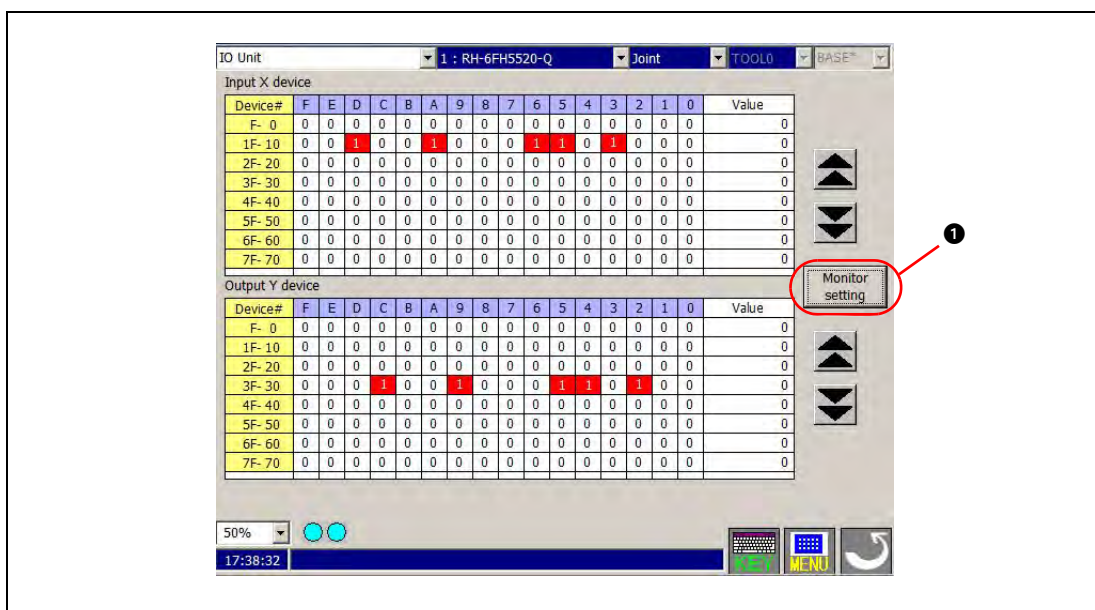 IO Unit 1 : RH-6FH5520-Q Joint TOOL0 BASE*
Input X device
Device# F E D C B A 9 8 7 6 5 4 3 2 1 0 Value
F- 0 0 0 0 0 0 0 0 0 0 0 0 0 0 0 0 0 0
1F- 10 0 0 1 0 0 1 0 0 0 1 1 0 1 0 0 0 0
2F- 20 0 0 0 0 0 0 0 0 0 0 0 0 0 0 0 0 0
3F- 30 0 0 0 0 0 0 0 0 0 0 0 0 0 0 0 0 0
4F- 40 0 0 0 0 0 0 0 0 0 0 0 0 0 0 0 0 0
5F- 50 0 0 0 0 0 0 0 0 0 0 0 0 0 0 0 0 0
6F- 60 0 0 0 0 0 0 0 0 0 0 0 0 0 0 0 0 0
7F- 70 0 0 0 0 0 0 0 0 0 0 0 0 0 0 0 0 0
❶
Monitor
setting
Output Y device
Device# F E D C B A 9 8 7 6 5 4 3 2 1 0 Value
F- 0 0 0 0 0 0 0 0 0 0 0 0 0 0 0 0 0 0
1F- 10 0 0 0 0 0 0 0 0 0 0 0 0 0 0 0 0 0
2F- 20 0 0 0 0 0 0 0 0 0 0 0 0 0 0 0 0 0
3F- 30 0 0 0 1 0 0 1 0 0 0 1 1 0 1 0 0 0
4F- 40 0 0 0 0 0 0 0 0 0 0 0 0 0 0 0 0 0
5F- 50 0 0 0 0 0 0 0 0 0 0 0 0 0 0 0 0 0
6F- 60 0 0 0 0 0 0 0 0 0 0 0 0 0 0 0 0 0
7F- 70 0 0 0 0 0 0 0 0 0 0 0 0 0 0 0 0 0
50%
17:38:32 KEY MENU